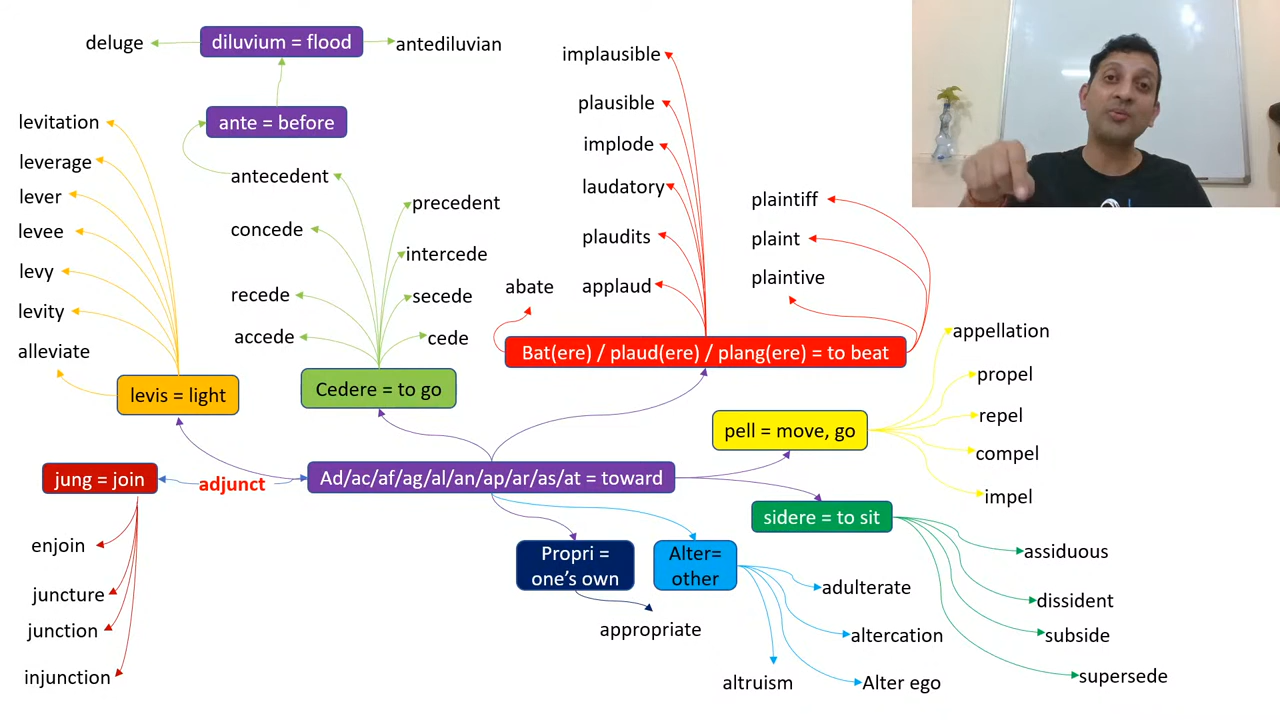 deluge
diluvium = flood
antediluvian
ante = before
levitation
leverage
lever
levee
levy
levity
alleviate
levis = light
antecedent
concede
recede
accede
precedent
intercede
secede
cede
Cedere = to go
implausible
plausible
implode
laudatory
plaudits
applaud
abate
plaintiff
plaint
plaintive
Bat(ere) / plaud(ere) / plang(ere) = to beat
appellation
propel
repel
compel
impel
pell = move, go
jung = join
adjunct
Ad/ac/af/ag/al/an/ap/ar/as/at = toward
sidere = to sit
enjoin
juncture
junction
injunction
Propri =
one's own
appropriate
Alter=
other
adulterate
altercation
Alter ego
altruism
assiduous
dissident
subside
supersede